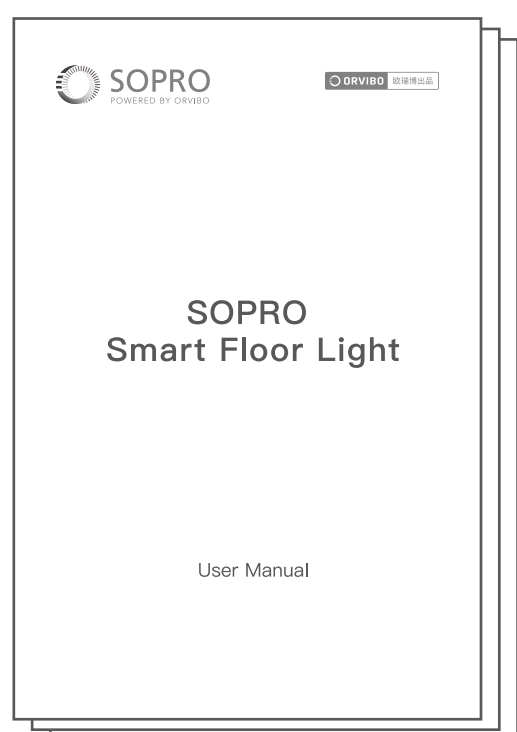 SOPRO
POWERED BY ORVIBO
ORVIBO 欧瑞博出品
SOPRO
Smart Floor Light
User Manual